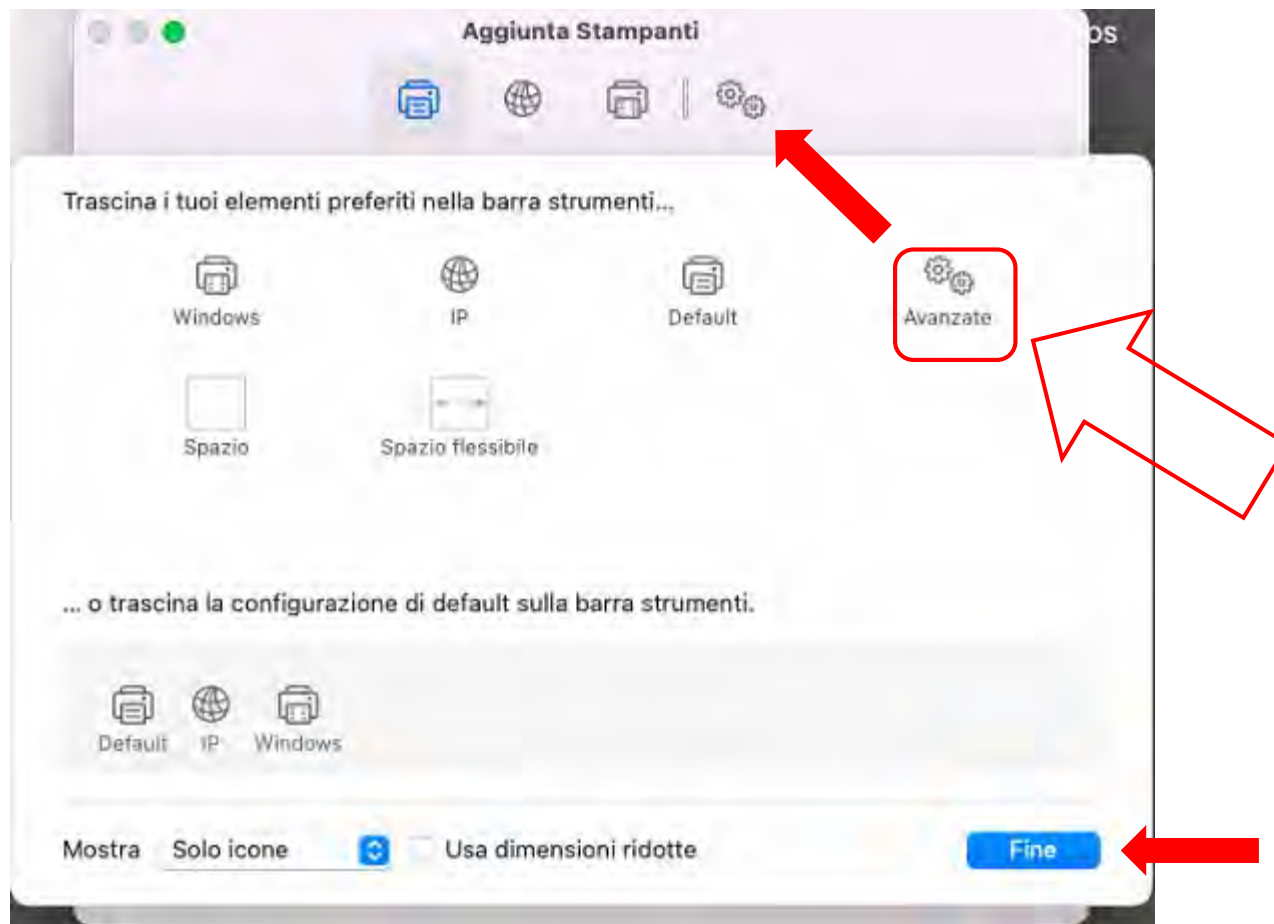 Aggiunta Stampanti
os
Trascina i tuoi elementi preferiti nella barra strumenti...
Windows IP Default Avanzate
Spazio Spazio flessibile
... o trascina la configurazione di default sulla barra strumenti.
Default IP Windows
Mostra Solo icone Usa dimensioni ridotte Fine